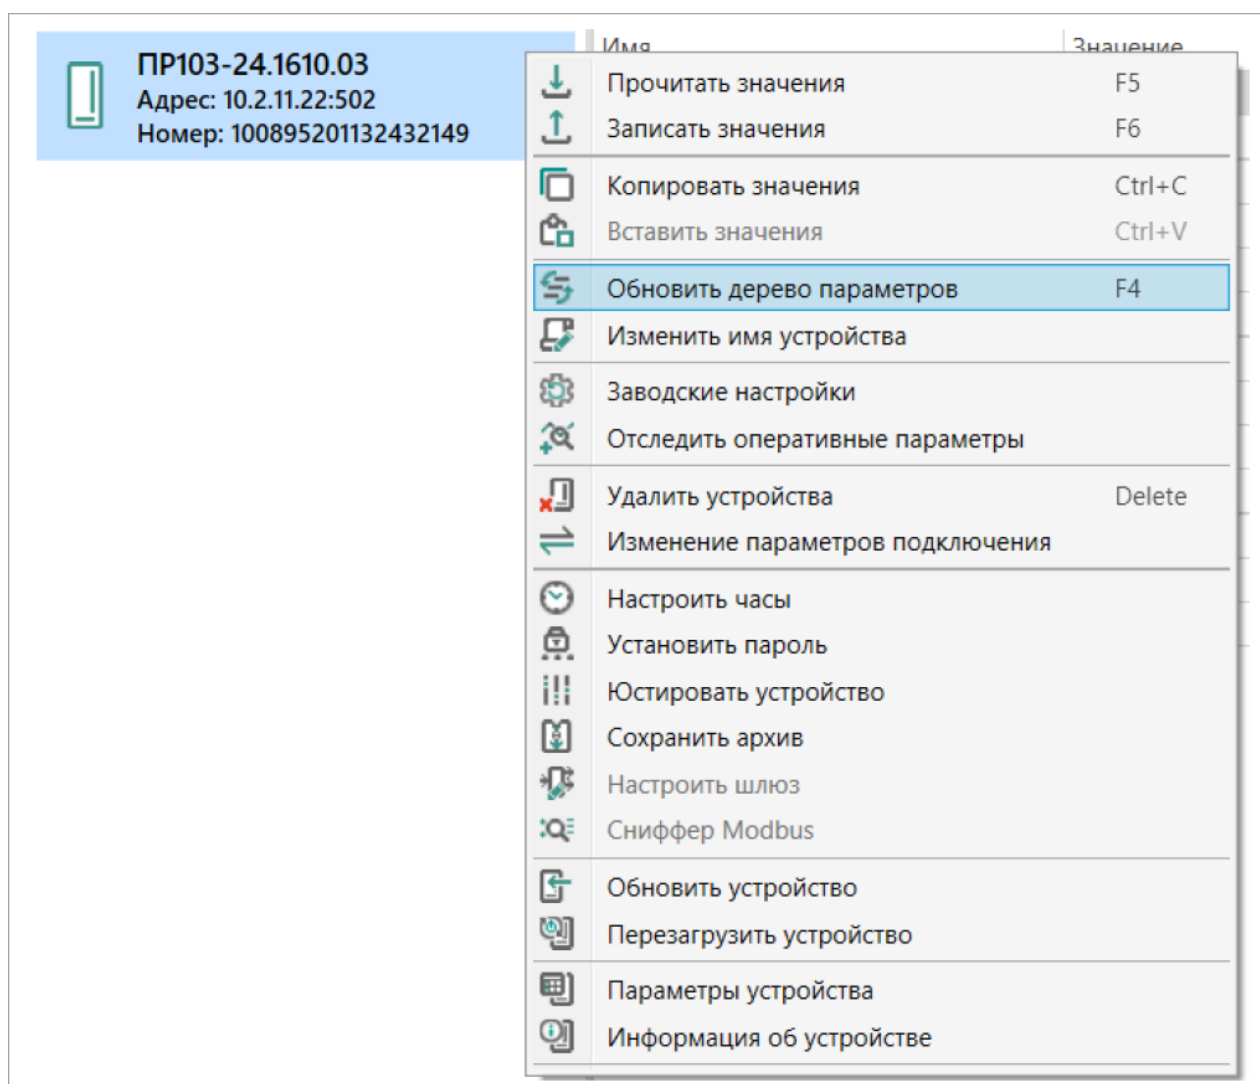 ПР103-24.1610.03
Адрес: 10.2.11.22:502
Номер: 100895201132432149
Имя Значение
Прочитать значения F5
Записать значения F6
Копировать значения Ctrl+C
Вставить значения Ctrl+V
Обновить дерево параметров F4
Изменить имя устройства
Заводские настройки
Отследить оперативные параметры
Удалить устройства Delete
Изменение параметров подключения
Настроить часы
Установить пароль
Юстировать устройство
Сохранить архив
Настроить шлюз
Сниффер Modbus
Обновить устройство
Перезагрузить устройство
Параметры устройства
Информация об устройстве